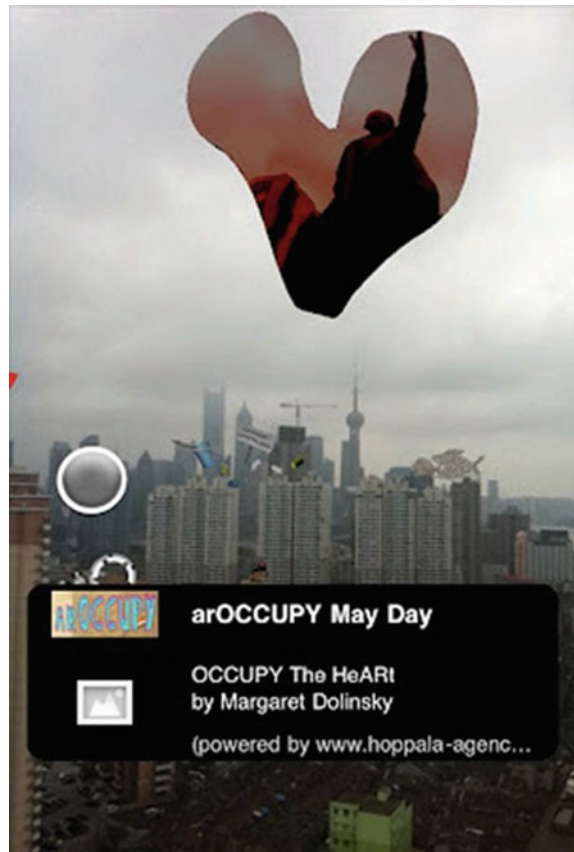 arOCCUPY
arOCCUPY May Day
OCCUPY The HeARt
by Margaret Dolinsky
(powered by www.hoppala-agenc...